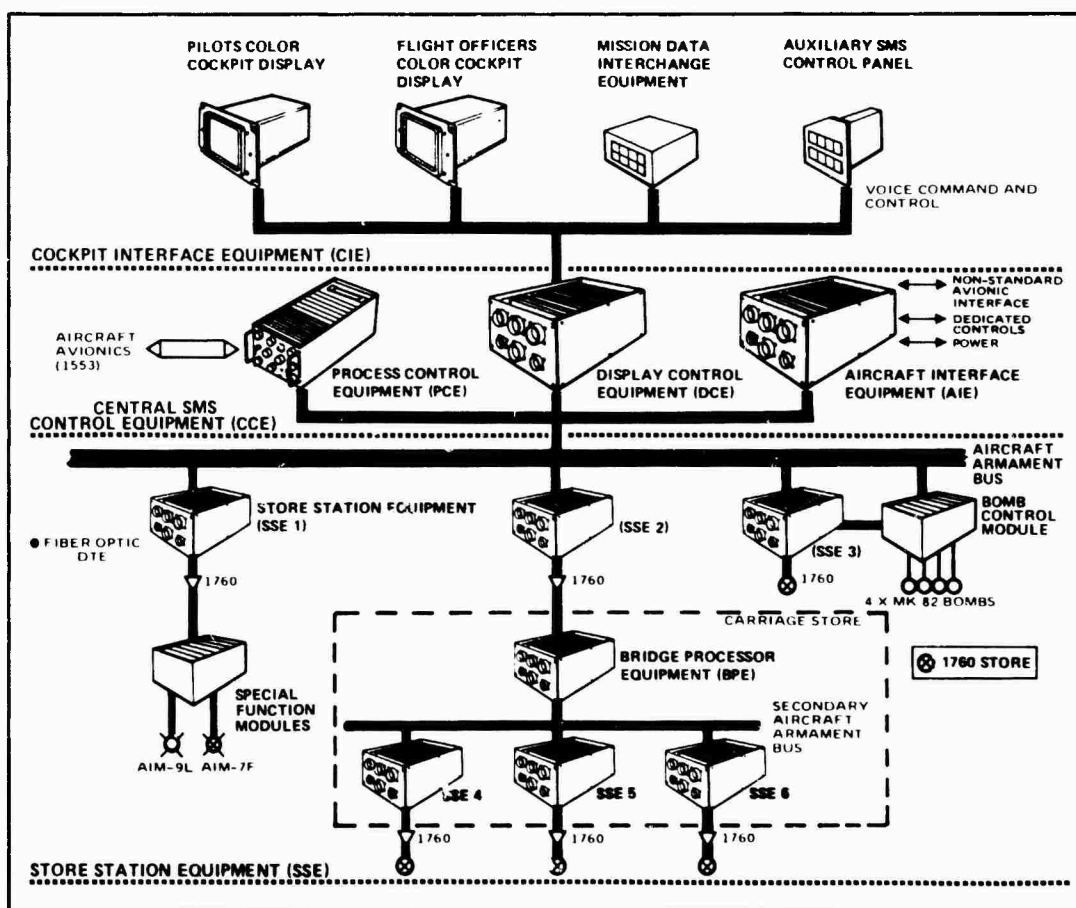 PILOTS COLOR
COCKPIT DISPLAY
FLIGHT OFFICERS
COLOR COCKPIT
DISPLAY
MISSION DATA
INTERCHANGE
EQUIPMENT
AUXILIARY SMS
CONTROL PANEL
VOICE COMMAND AND
CONTROL
COCKPIT INTERFACE EQUIPMENT (CIE)
AIRCRAFT
AVIONICS
(1553)
PROCESS CONTROL
EQUIPMENT (PCE)
DISPLAY CONTROL
EQUIPMENT (DCE)
NON-STANDARD
AVIONIC
INTERFACE
DEDICATED
CONTROLS
POWER
AIRCRAFT INTERFACE
EQUIPMENT (AIE)
CENTRAL SMS
CONTROL EQUIPMENT (CCE)
AIRCRAFT
ARMAMENT
BUS
STORE STATION EQUIPMENT
(SSE 1)
(SSE 2)
(SSE 3)
BOMB
CONTROL
MODULE
● FIBER OPTIC
DTE
1760
1760
1760
4 X MK 82 BOMBS
CARRIAGE STORE
BRIDGE PROCESSOR
EQUIPMENT (BPE)
1760 STORE
SPECIAL
FUNCTION
MODULES
AIM-9L AIM-7F
SECONDARY
AIRCRAFT
ARMAMENT
BUS
SSE 4
SSE 5
SSE 6
1760
1760
1760
STORE STATION EQUIPMENT (SSE)